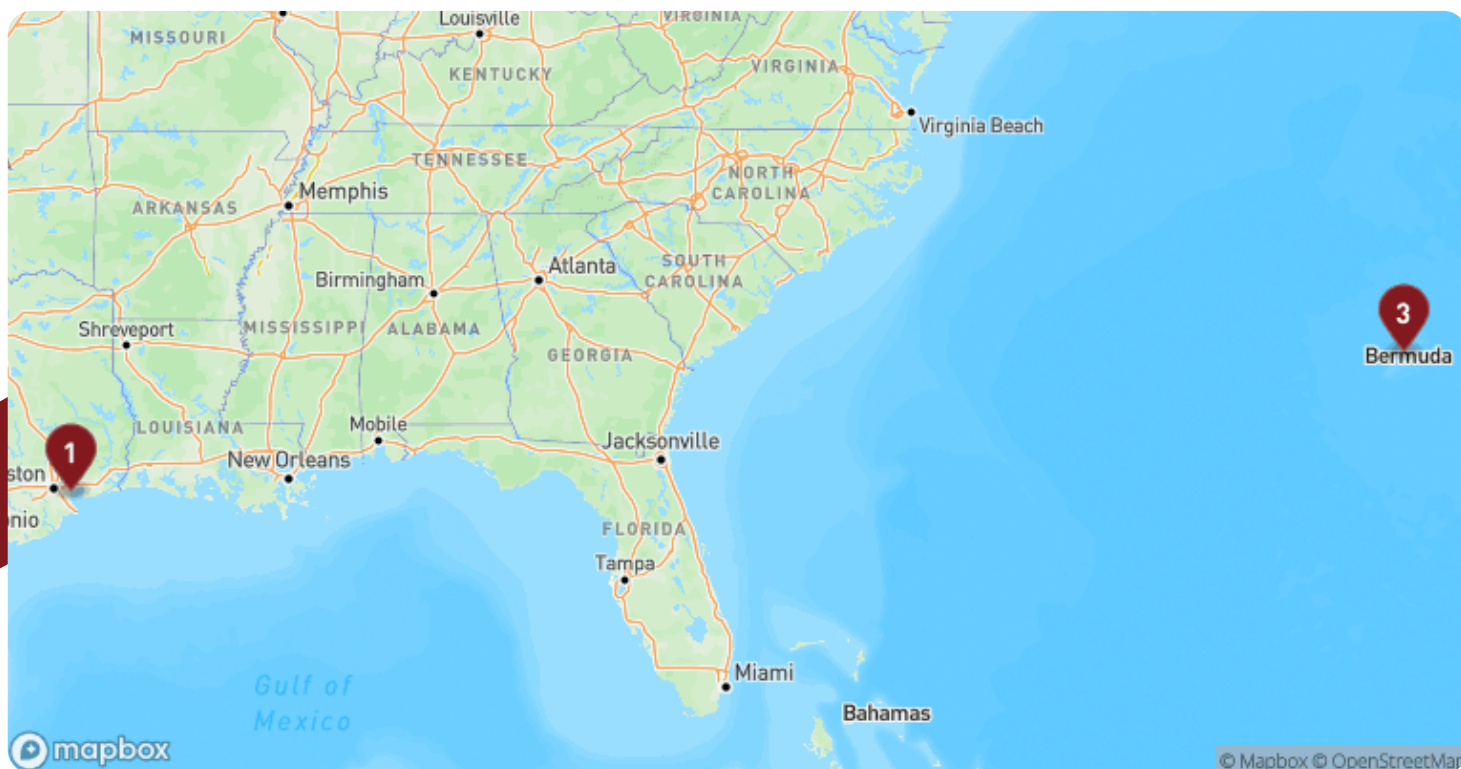 Louisville
VIRGINIA
MISSOURI
KENTUCKY
VIRGINIA
Virginia Beach
TENNESSEE
NORTH
CAROLINA
Memphis
ARKANSAS
SOUTH
CAROLINA
Atlanta
Birmingham
3
Shreveport
MISSISSIPPI
ALABAMA
GEORGIA
Bermuda
Mobile
LOUISIANA
Jacksonville
1
New Orleans
ston
onio
FLORIDA
Tampa
Miami
Gulf of
Mexico
Bahamas
mapbox
© Mapbox © OpenStreetMap